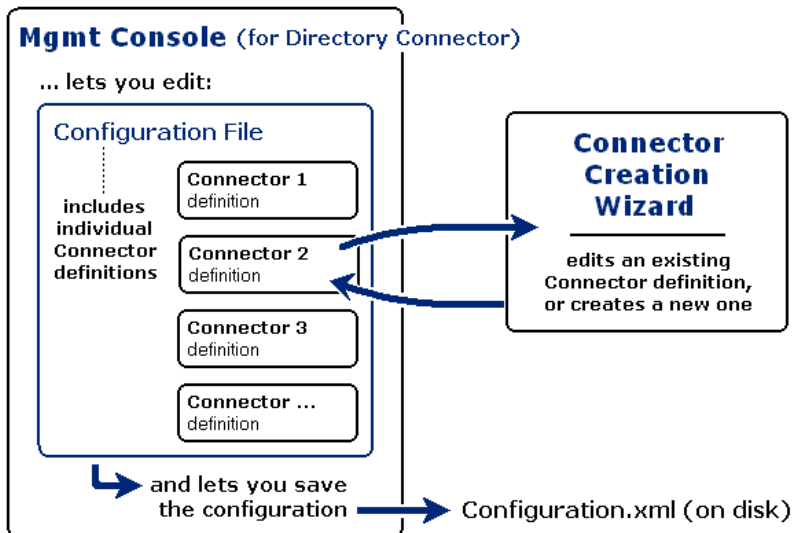 Mgmt Console (for Directory Connector)
... lets you edit:
Configuration File
includes
individual
Connector
definitions
Connector 1
definition
Connector 2
definition
Connector 3
definition
Connector ...
definition
Connector
Creation
Wizard
edits an existing
Connector definition,
or creates a new one
and lets you save
the configuration
Configuration.xml (on disk)